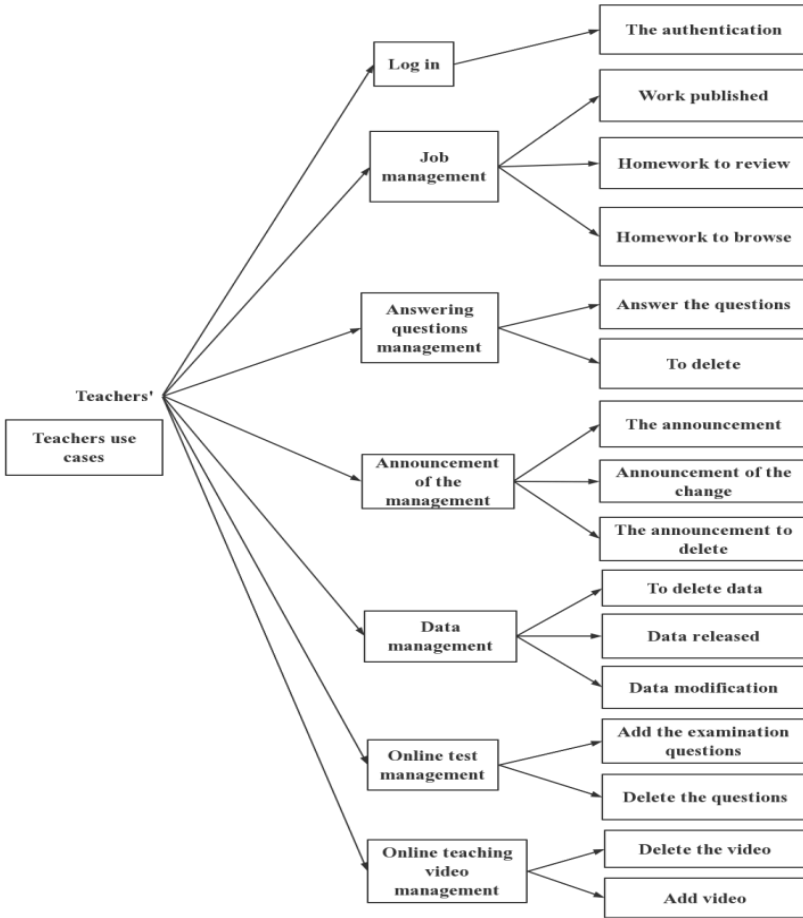 The authentication
Log in
Work published
Job
management
Homework to review
Homework to browse
Answering
questions
management
Answer the questions
To delete
Teachers'
Teachers use
cases
The announcement
Announcement
of the
management
Announcement of the
change
The announcement to
delete
To delete data
Data
management
Data released
Data modification
Add the examination
questions
Online test
management
Delete the questions
Online teaching
video
management
Delete the video
Add video